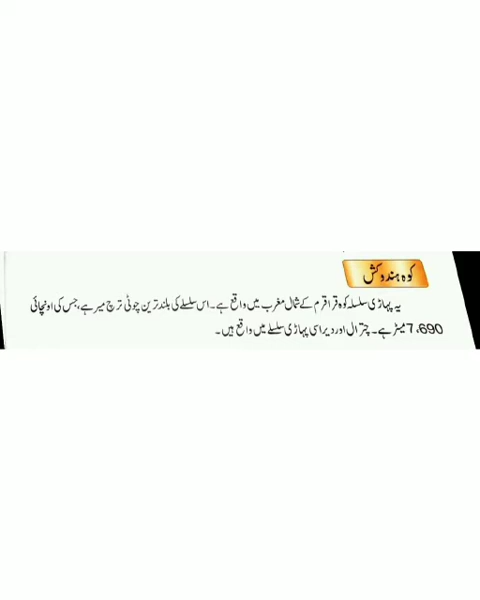 کوہ ہندوکش
یہ پہاڑی سلسلہ کوہ قراقرم کے شمال مغرب میں واقع ہے۔ اس سلسلے کی بلند ترین چوٹی ترچ میر ہے، جس کی اونچائی
7,690 میٹر ہے۔ چترال اور دیر اسی پہاڑی سلسلے میں واقع ہیں۔